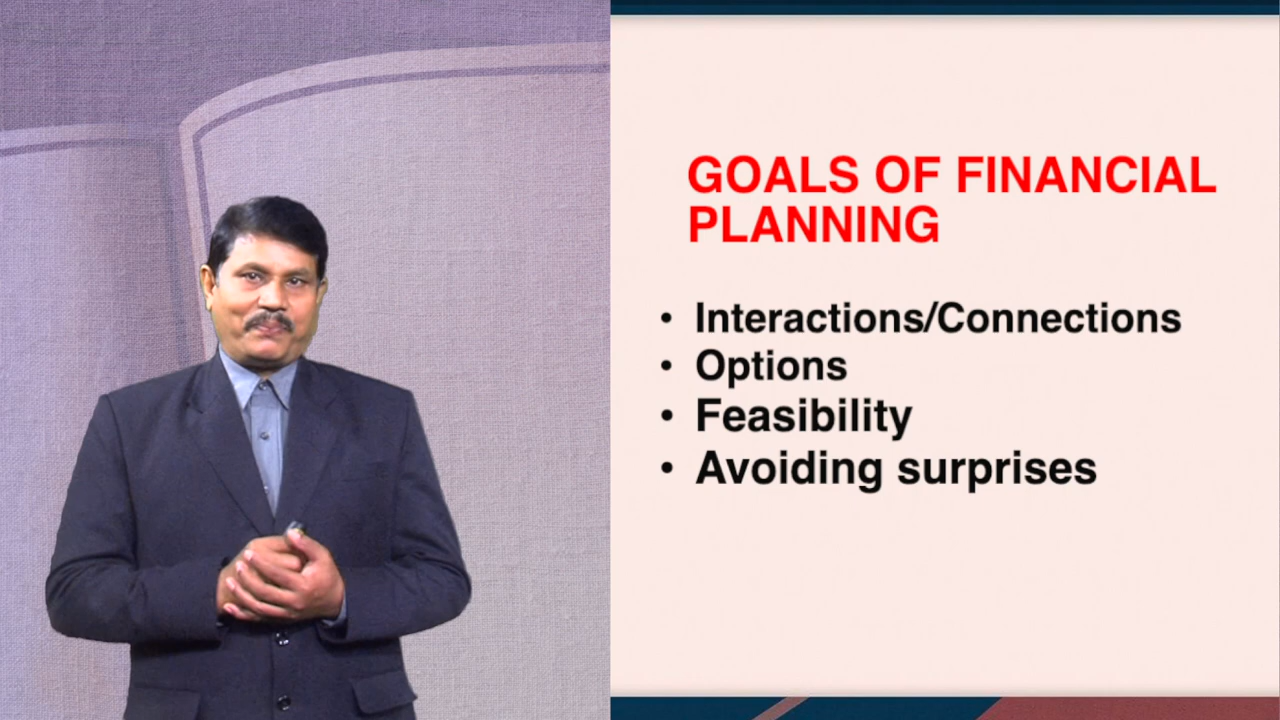 GOALS OF FINANCIAL
PLANNING
• Interactions/Connections
• Options
• Feasibility
• Avoiding surprises